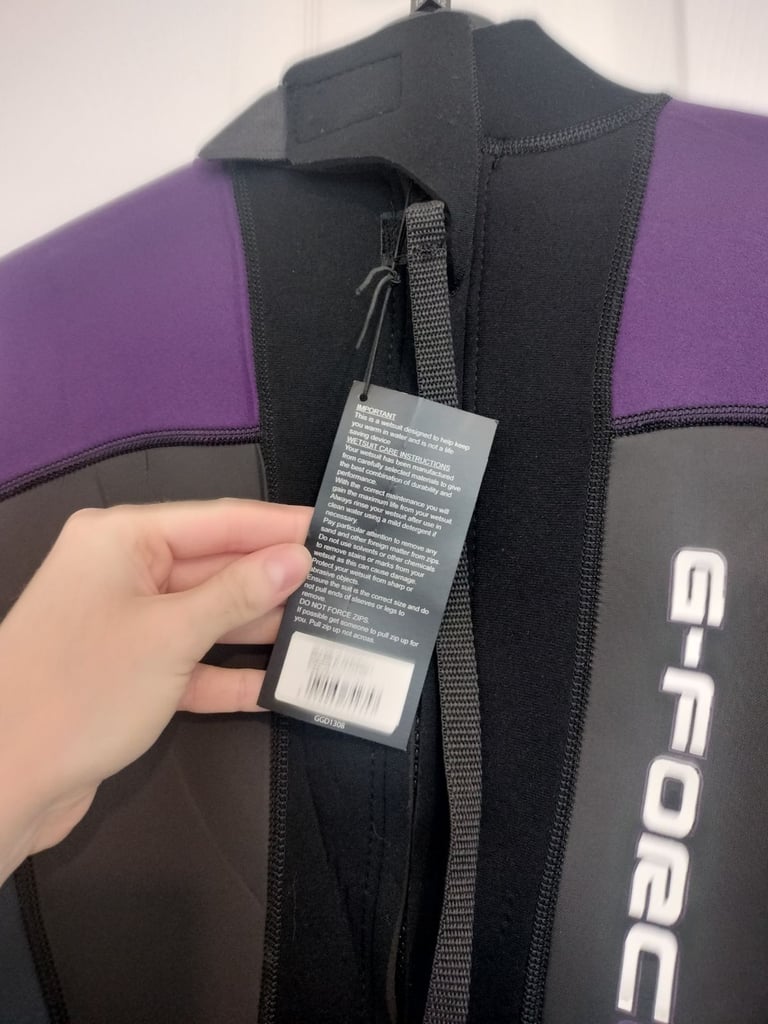 IMPORTANT
This is a wetsuit designed to help keep
you warm in water and is not a life
saving device
WETSUIT CARE INSTRUCTIONS
Your wetsuit has been manufactured
from carefully selected materials to give
the best combination of durability and
performance.
With the correct maintenance you will
gain the maximum life from your wetsuit
Always rinse your wetsuit after use in
clean water using a mild detergent if
necessary.
Pay particular attention to remove any
sand and other foreign matter from zips.
Do not use solvents or other chemicals
to remove stains or marks from your
wetsuit as this can cause damage.
Protect your wetsuit from sharp or
abrasive objects.
Ensure the suit is the correct size and do
not pull ends of sleeves or legs to
remove.
DO NOT FORCE ZIPS.
If possible get someone to pull zip up for
you. Pull zip up not across.
GGD1308
G-FORC